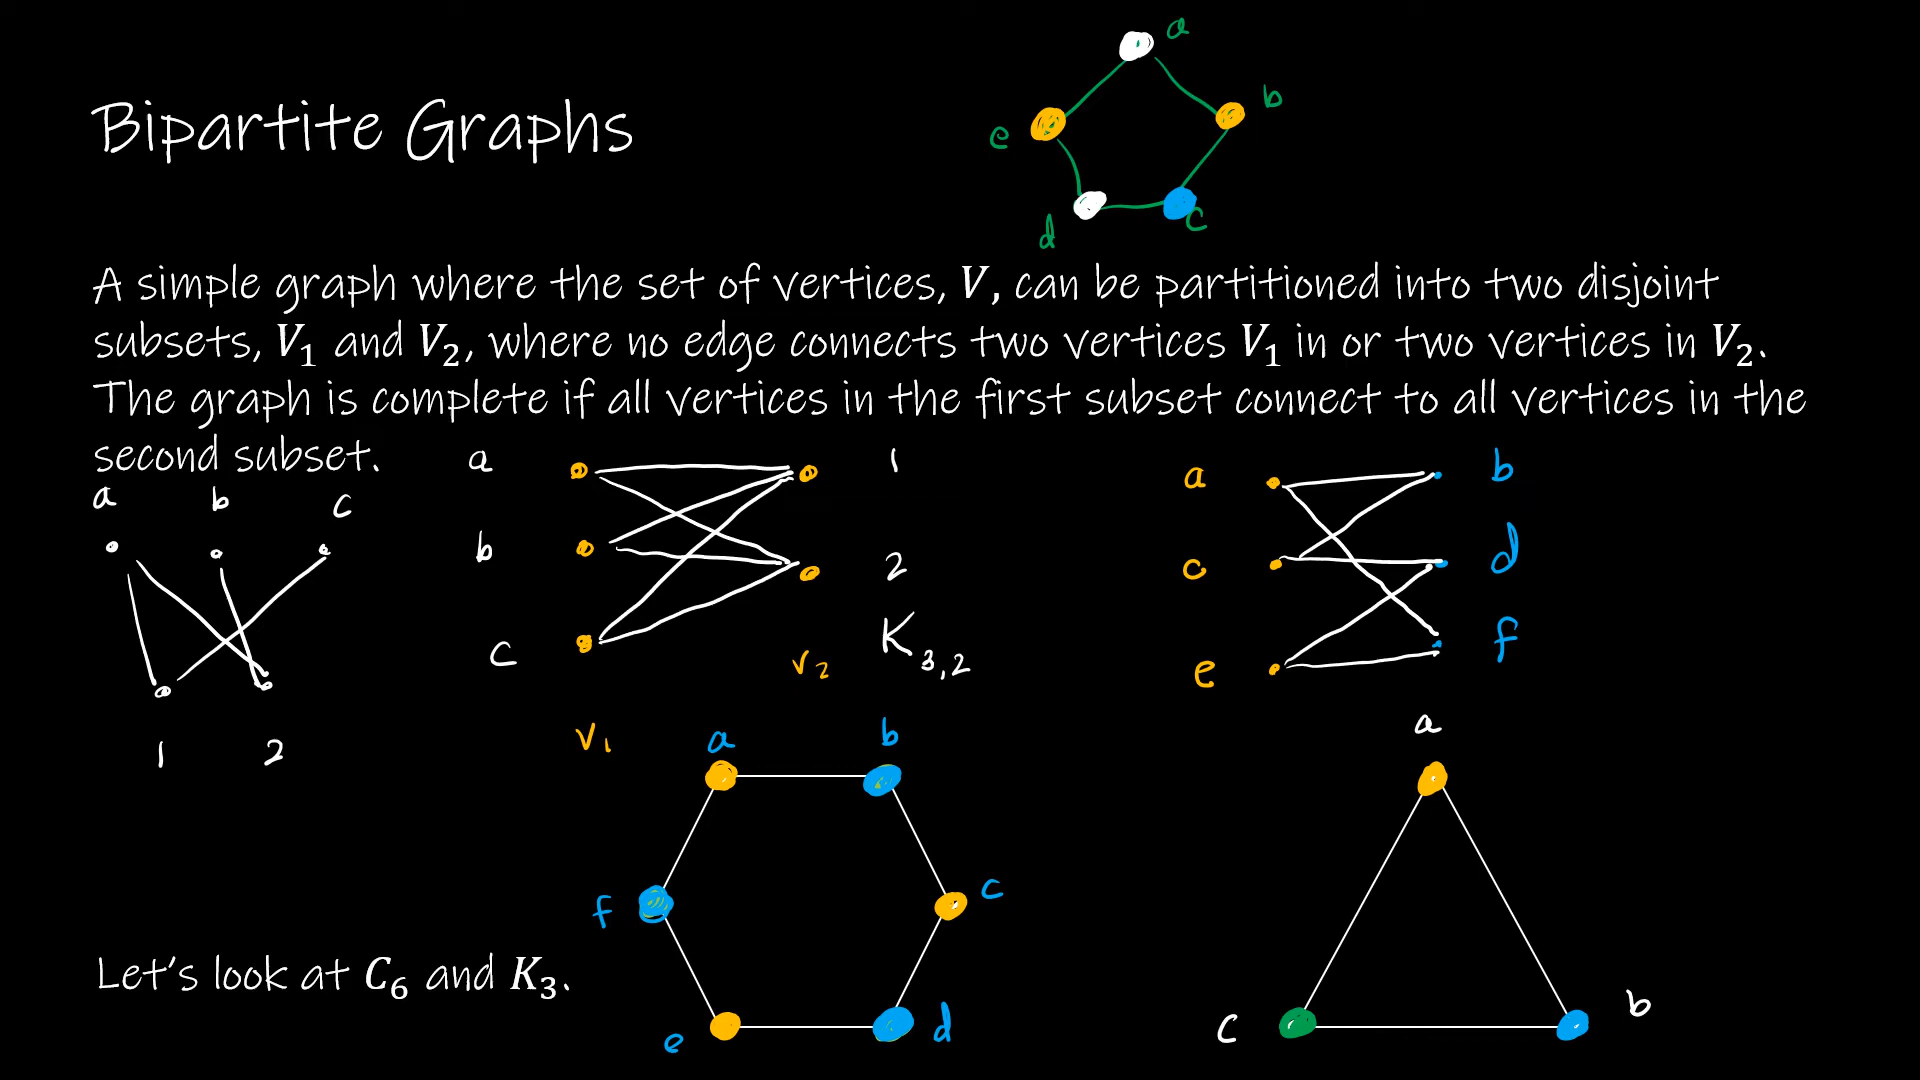 a
b
e
c
d
Bipartite Graphs
A simple graph where the set of vertices, V, can be partitioned into two disjoint
subsets, V₁ and V₂, where no edge connects two vertices V₁ in or two vertices in V₂.
The graph is complete if all vertices in the first subset connect to all vertices in the
second subset.
a b c
1 2
a 1
b 2
c
V₁ V₂ K₃,₂
a b
c d
e f
a b
f c
e d
a
c b
Let's look at C₆ and K₃.